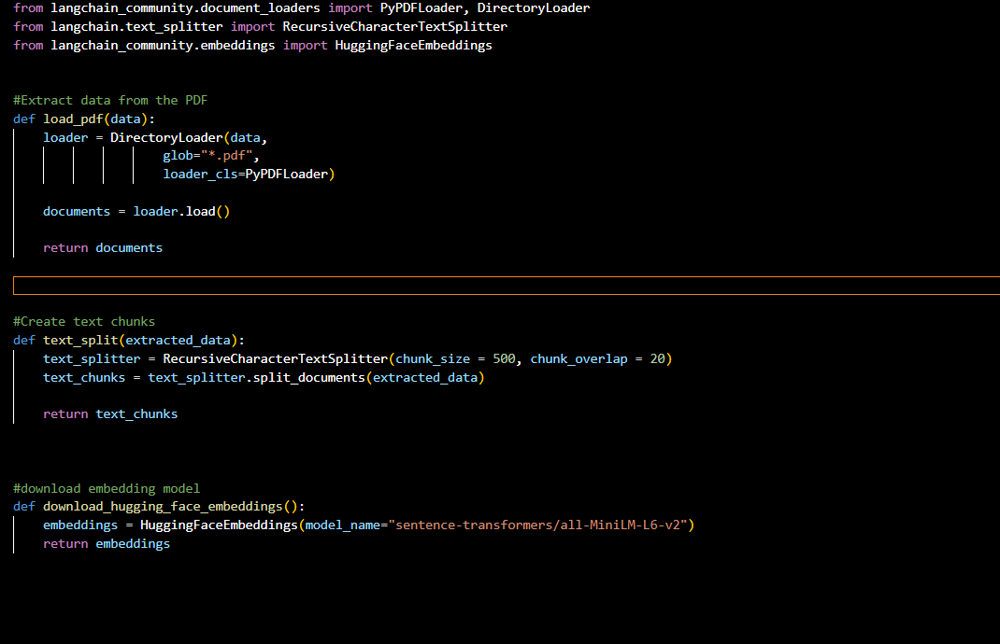 from langchain_community.document_loaders import PyPDFLoader, DirectoryLoader
from langchain.text_splitter import RecursiveCharacterTextSplitter
from langchain_community.embeddings import HuggingFaceEmbeddings
#Extract data from the PDF
def load_pdf(data):
    loader = DirectoryLoader(data,
                    glob="*.pdf",
                    loader_cls=PyPDFLoader)
    documents = loader.load()
    return documents
#Create text chunks
def text_split(extracted_data):
    text_splitter = RecursiveCharacterTextSplitter(chunk_size = 500, chunk_overlap = 20)
    text_chunks = text_splitter.split_documents(extracted_data)
    return text_chunks
#download embedding model
def download_hugging_face_embeddings():
    embeddings = HuggingFaceEmbeddings(model_name="sentence-transformers/all-MiniLM-L6-v2")
    return embeddings